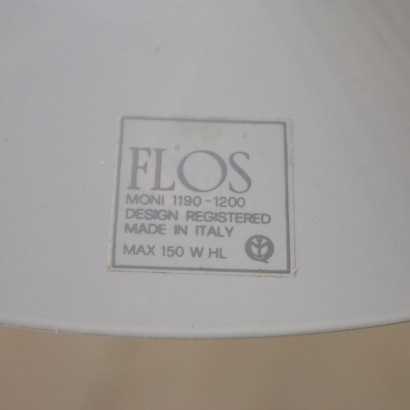 FLOS
MONI 1190-1200
DESIGN REGISTERED
MADE IN ITALY
MAX 150 W HL